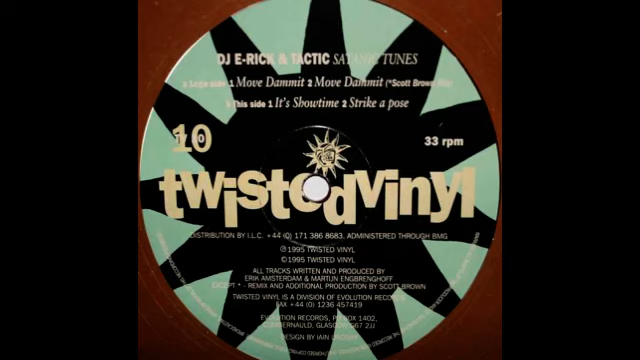 DJ E-RICK & TACTIC SATANIC TUNES
Logo side 1 Move Dammit 2 Move Dammit (*Scott Brown
This side 1 It's Showtime 2 Strike a pose
10
33 rpm
twistedvinyl
DISTRIBUTION BY I.L.C. +44 (0) 171 386 8683. ADMINISTERED THROUGH BMG
℗ 1995 TWISTED VINYL
© 1995 TWISTED VINYL
ALL TRACKS WRITTEN AND PRODUCED BY
ERIK AMSTERDAM & MARTIJN ENGBRENGHOFF
EXCEPT * - REMIX AND ADDITIONAL PRODUCTION BY SCOTT BROWN
TWISTED VINYL IS A DIVISION OF EVOLUTION RECORDS
FAX +44 (0) 1236 457419
EVOLUTION RECORDS, PO BOX 1402,
CUMBERNAULD, GLASGOW G67 2JJ
DESIGN BY IAIN